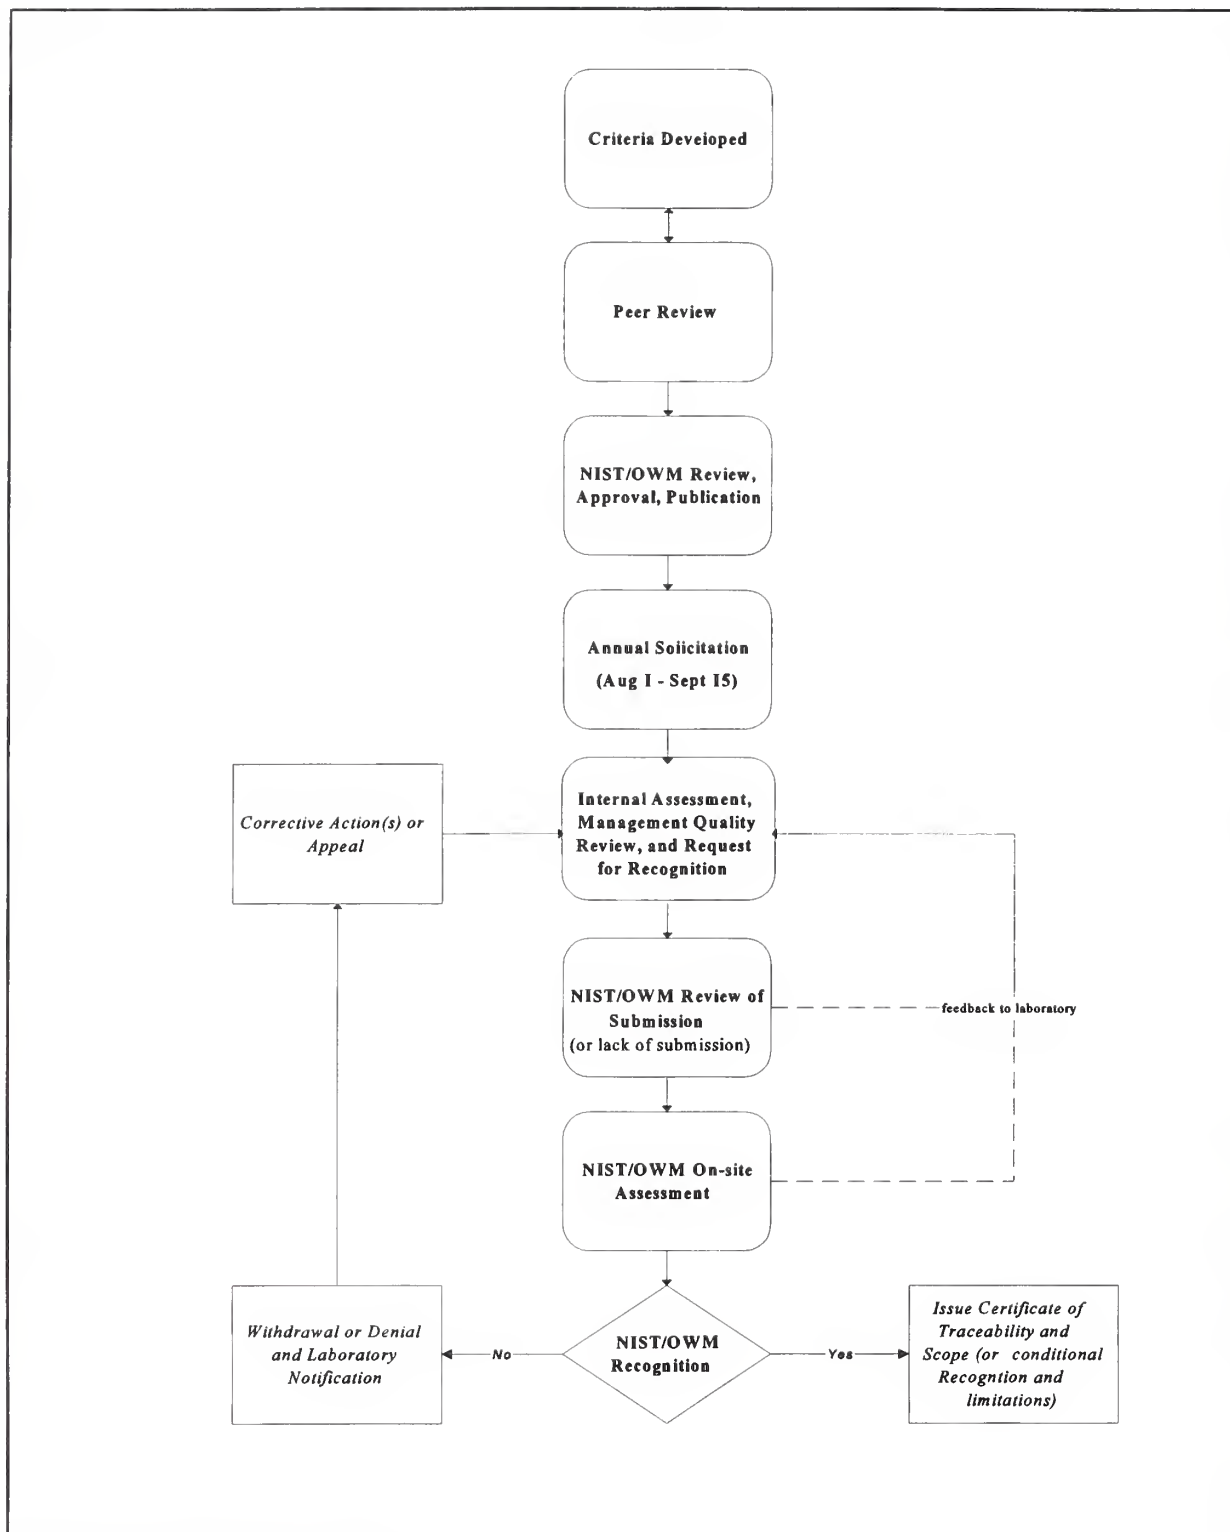 Criteria Developed
Peer Review
NIST/OWM Review,
Approval, Publication
Annual Solicitation
(Aug 1 - Sept 15)
Corrective Action(s) or
Appeal
Internal Assessment,
Management Quality
Review, and Request
for Recognition
NIST/OWM Review of
Submission
(or lack of submission)
feedback to laboratory
NIST/OWM On-site
Assessment
Withdrawal or Denial
and Laboratory
Notification
No
NIST/OWM
Recognition
Yes
Issue Certificate of
Traceability and
Scope (or conditional
Recogntion and
limitations)